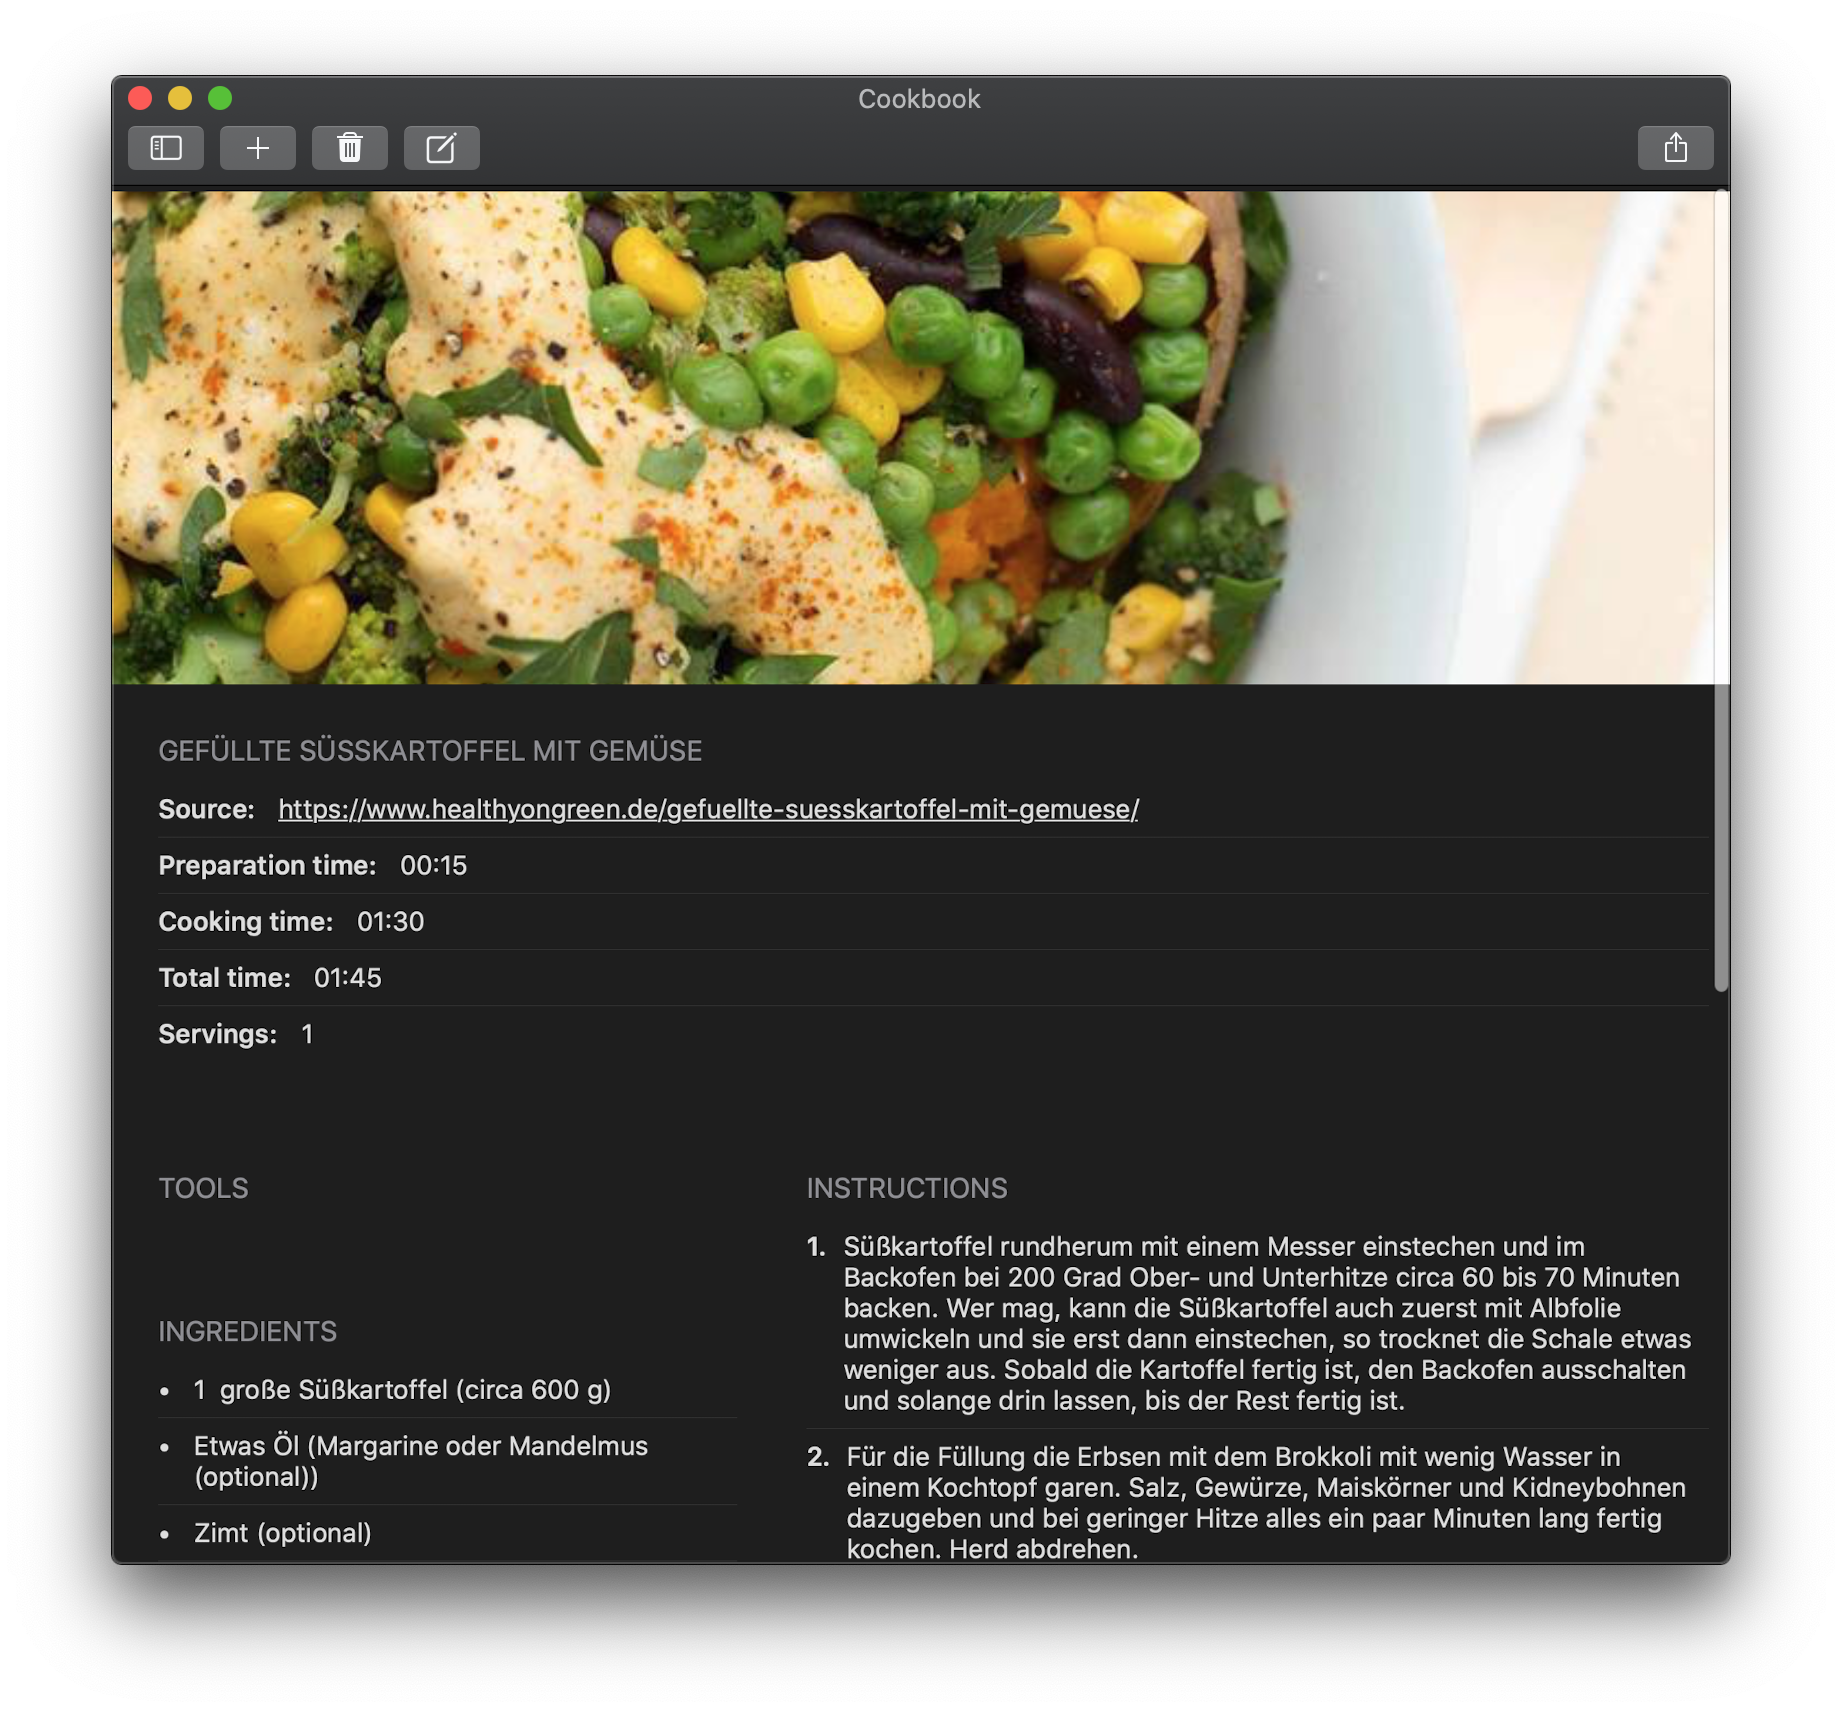 Cookbook
GEFÜLLTE SÜSSKARTOFFEL MIT GEMÜSE
Source: https://www.healthyongreen.de/gefuellte-suesskartoffel-mit-gemuese/
Preparation time: 00:15
Cooking time: 01:30
Total time: 01:45
Servings: 1
TOOLS
INGREDIENTS
• 1 große Süßkartoffel (circa 600 g)
• Etwas Öl (Margarine oder Mandelmus
(optional))
• Zimt (optional)
INSTRUCTIONS
1. Süßkartoffel rundherum mit einem Messer einstechen und im
Backofen bei 200 Grad Ober- und Unterhitze circa 60 bis 70 Minuten
backen. Wer mag, kann die Süßkartoffel auch zuerst mit Albfolie
umwickeln und sie erst dann einstechen, so trocknet die Schale etwas
weniger aus. Sobald die Kartoffel fertig ist, den Backofen ausschalten
und solange drin lassen, bis der Rest fertig ist.
2. Für die Füllung die Erbsen mit dem Brokkoli mit wenig Wasser in
einem Kochtopf garen. Salz, Gewürze, Maiskörner und Kidneybohnen
dazugeben und bei geringer Hitze alles ein paar Minuten lang fertig
kochen. Herd abdrehen.